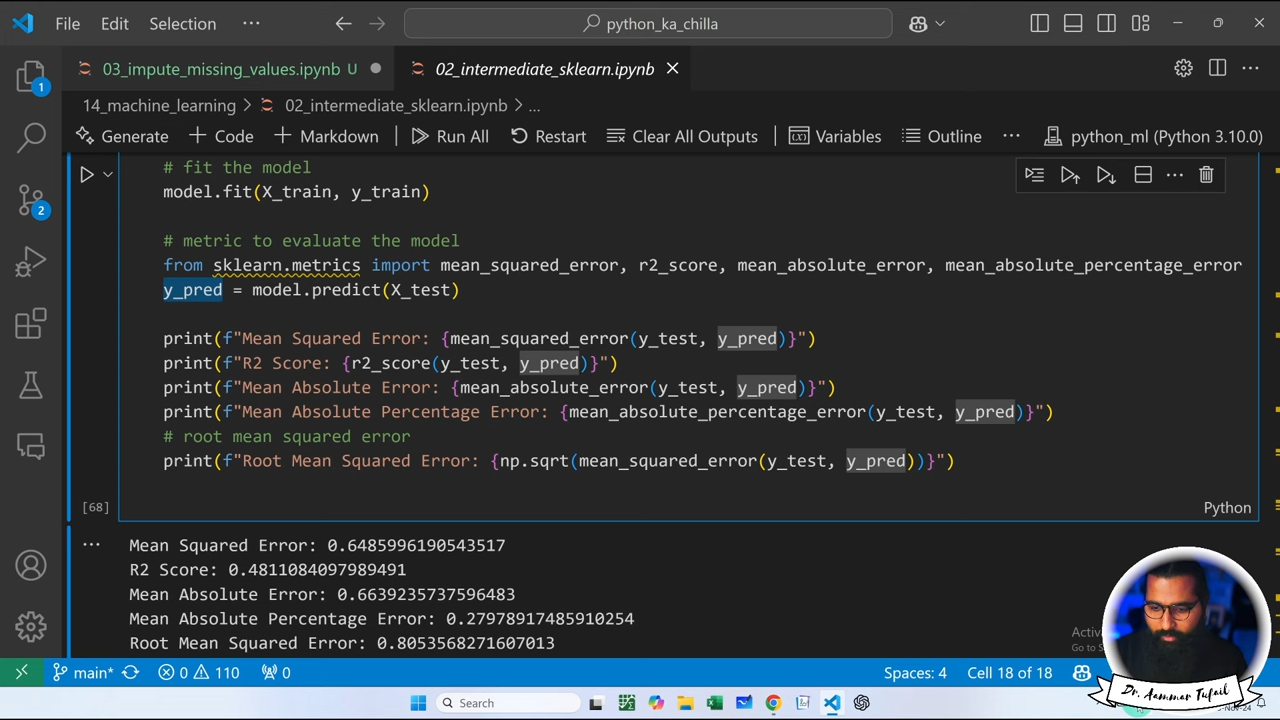 File Edit Selection ··· python_ka_chilla
03_impute_missing_values.ipynb U 02_intermediate_sklearn.ipynb
14_machine_learning > 02_intermediate_sklearn.ipynb > ...
Generate + Code + Markdown Run All Restart Clear All Outputs Variables Outline ··· python_ml (Python 3.10.0)
# fit the model
model.fit(X_train, y_train)
# metric to evaluate the model
from sklearn.metrics import mean_squared_error, r2_score, mean_absolute_error, mean_absolute_percentage_error
y_pred = model.predict(X_test)
print(f"Mean Squared Error: {mean_squared_error(y_test, y_pred)}")
print(f"R2 Score: {r2_score(y_test, y_pred)}")
print(f"Mean Absolute Error: {mean_absolute_error(y_test, y_pred)}")
print(f"Mean Absolute Percentage Error: {mean_absolute_percentage_error(y_test, y_pred)}")
# root mean squared error
print(f"Root Mean Squared Error: {np.sqrt(mean_squared_error(y_test, y_pred))}")
[68] Python
Mean Squared Error: 0.6485996190543517
R2 Score: 0.4811084097989491
Mean Absolute Error: 0.6639235737596483
Mean Absolute Percentage Error: 0.27978917485910254
Root Mean Squared Error: 0.8053568271607013
1
2
main* 0 110 0 Spaces: 4 Cell 18 of 18
Search
Dr. Aammar Tufail